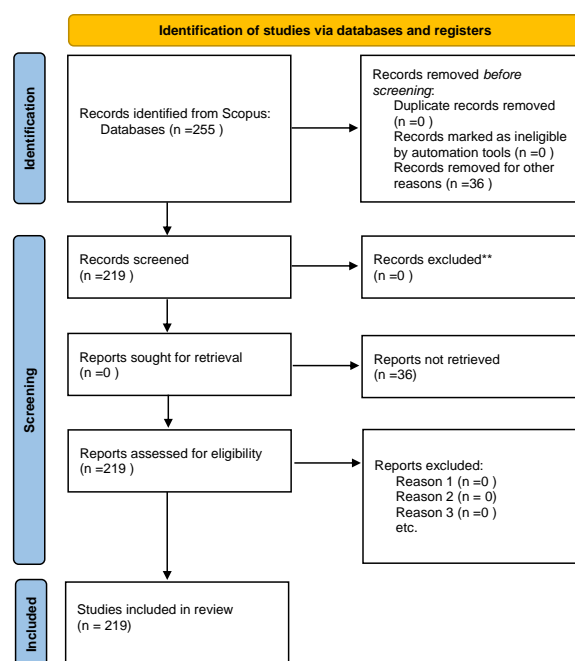 Identification of studies via databases and registers
Identification
Records identified from Scopus:
Databases (n =255 )
Records removed before
screening:
Duplicate records removed
(n =0 )
Records marked as ineligible
by automation tools (n =0 )
Records removed for other
reasons (n =36 )
Screening
Records screened
(n =219 )
Records excluded**
(n =0 )
Reports sought for retrieval
(n =0 )
Reports not retrieved
(n =36)
Reports assessed for eligibility
(n =219 )
Reports excluded:
Reason 1 (n =0 )
Reason 2 (n = 0)
Reason 3 (n =0 )
etc.
Included
Studies included in review
(n = 219)